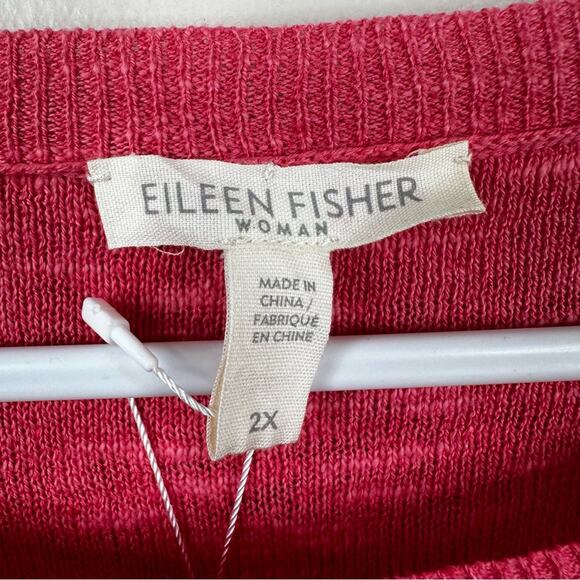 EILEEN FISHER
WOMAN
MADE IN
CHINA /
FABRIQUÉ
EN CHINE
2X